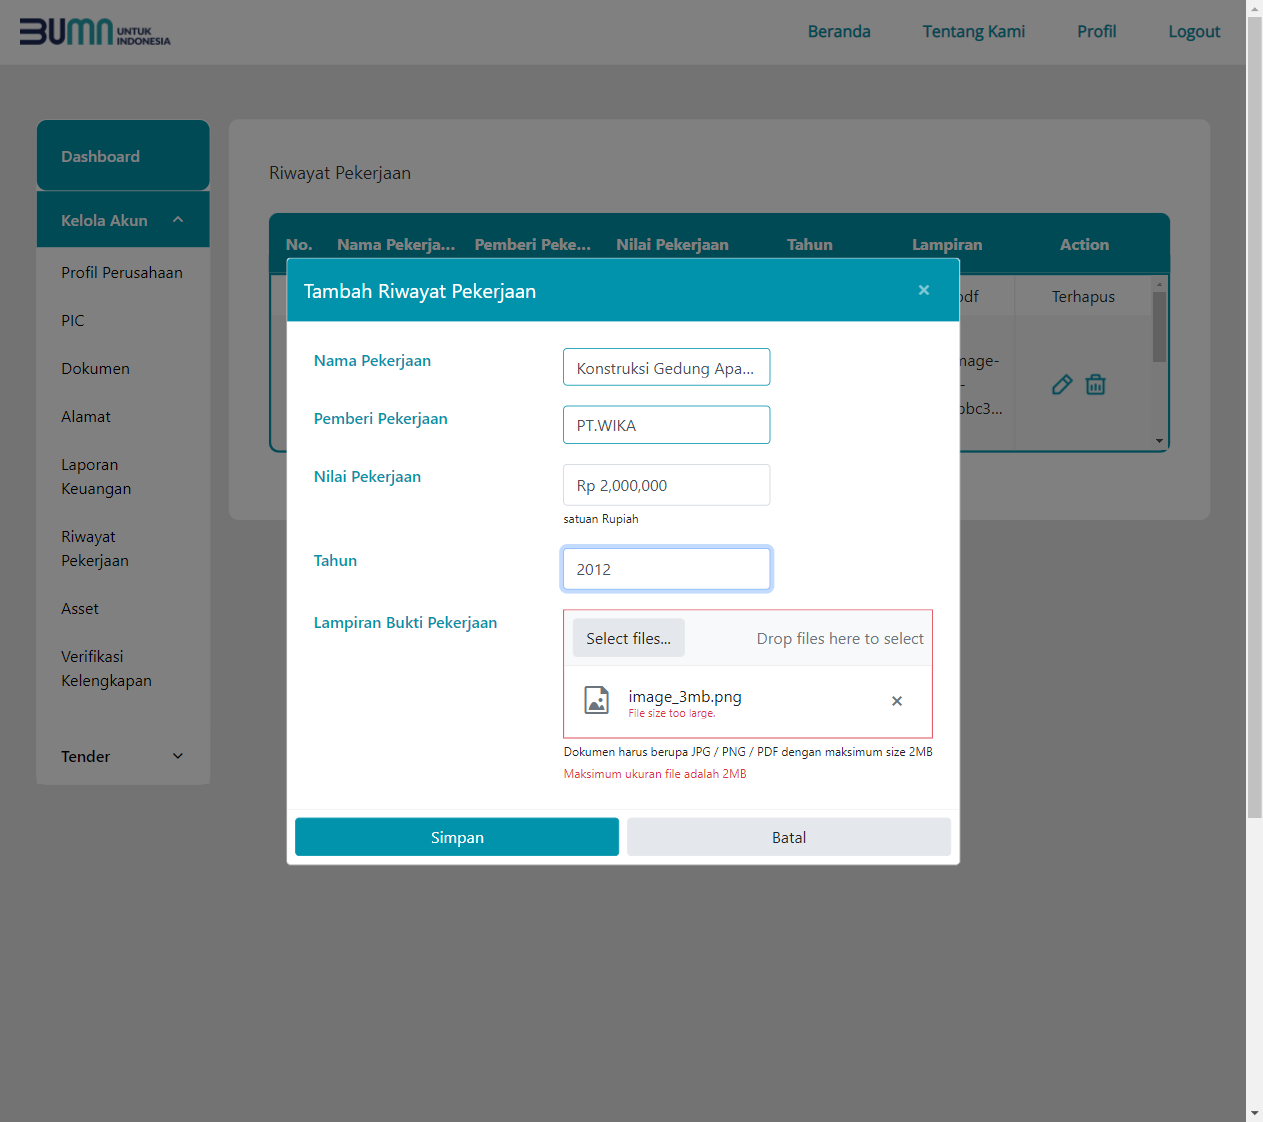 BUMN UNTUK INDONESIA
Beranda Tentang Kami Profil Logout
Dashboard
Kelola Akun
Profil Perusahaan
PIC
Dokumen
Alamat
Laporan
Keuangan
Riwayat
Pekerjaan
Asset
Verifikasi
Kelengkapan
Tender
Riwayat Pekerjaan
No. Nama Pekerja... Pemberi Peke... Nilai Pekerjaan Tahun Lampiran Action
Terhapus
Tambah Riwayat Pekerjaan
Nama Pekerjaan
Konstruksi Gedung Apa...
Pemberi Pekerjaan
PT.WIKA
Nilai Pekerjaan
Rp 2,000,000
satuan Rupiah
Tahun
2012
Lampiran Bukti Pekerjaan
Select files...
Drop files here to select
image_3mb.png
File size too large.
Dokumen harus berupa JPG / PNG / PDF dengan maksimum size 2MB
Maksimum ukuran file adalah 2MB
Simpan
Batal